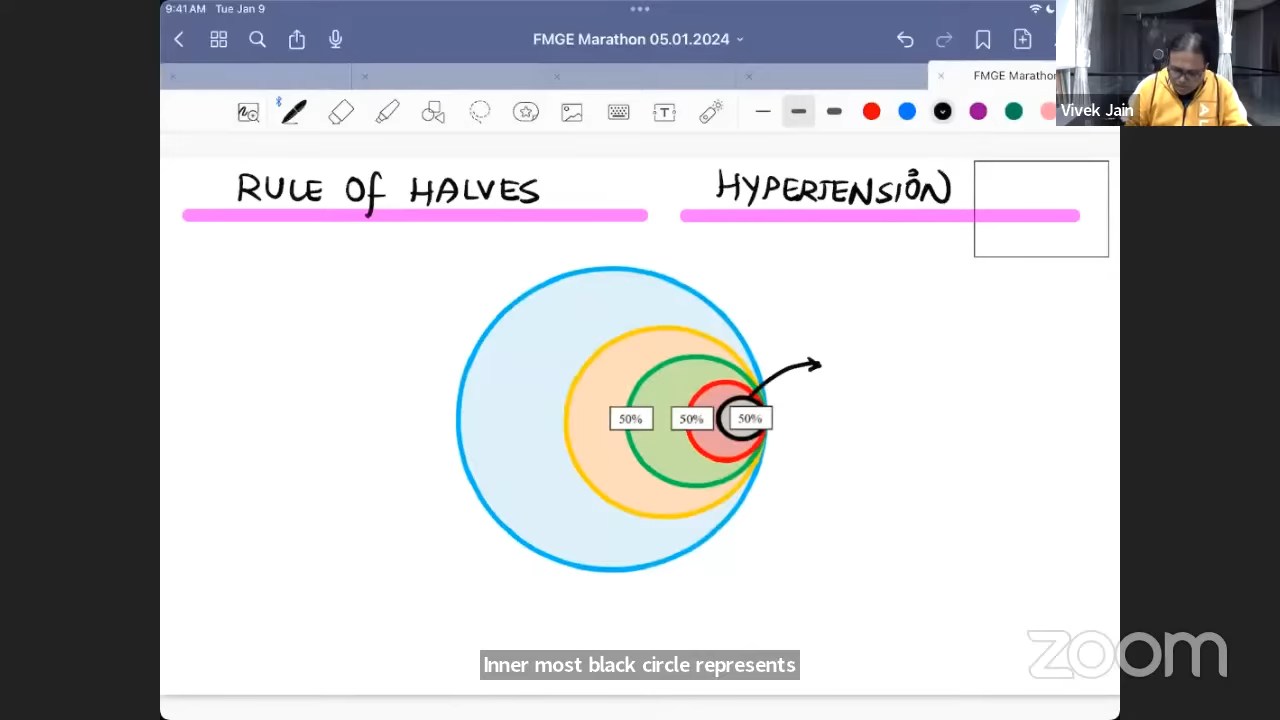 9:41 AM Tue Jan 9
FMGE Marathon 05.01.2024
FMGE Marathon
T
Vivek Jain
RULE Of HALVES
HYPERTENSION
50%
50%
50%
Inner most black circle represents
zoom